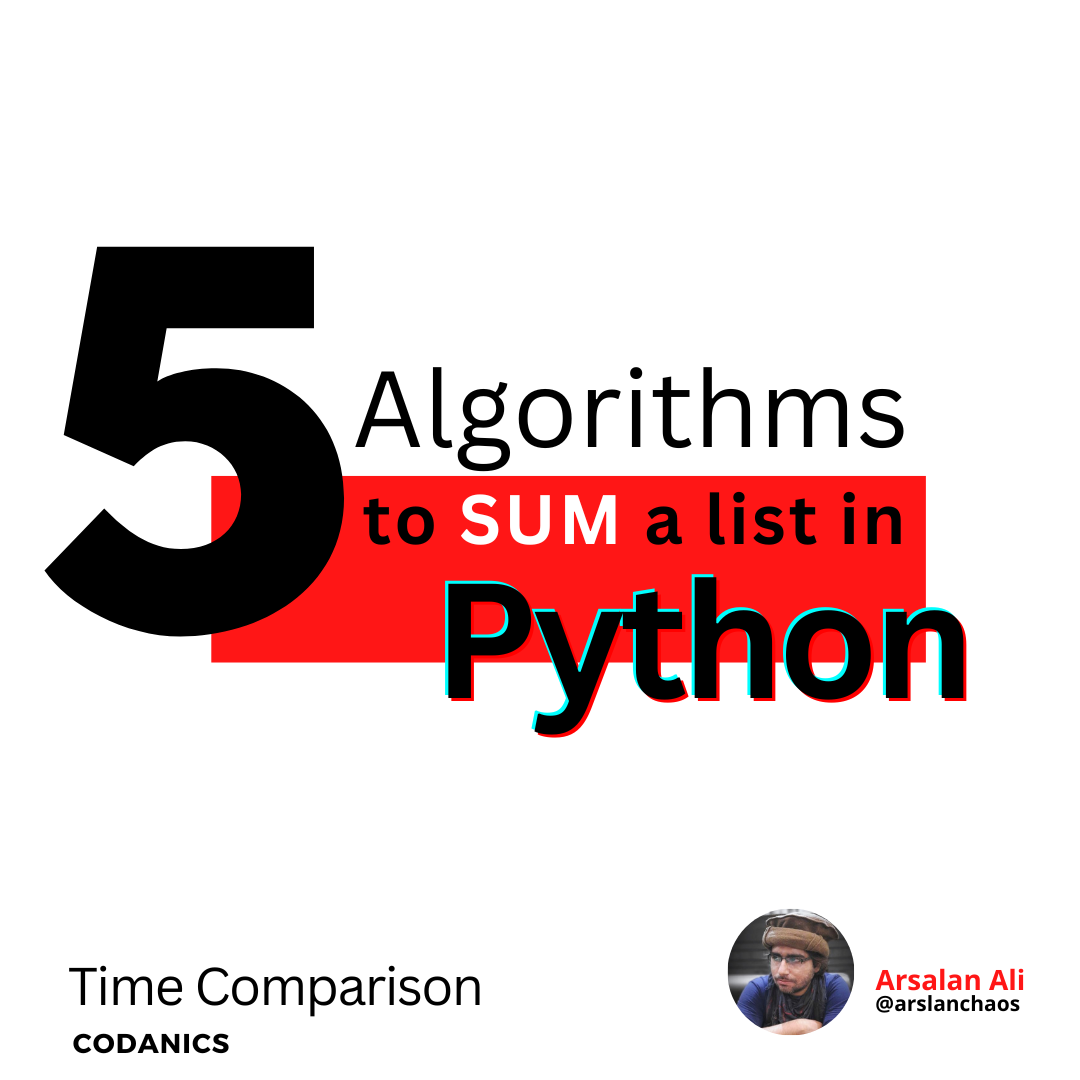 5
Algorithms
to SUM a list in
Python
Time Comparison
CODANICS
Arsalan Ali
@arslanchaos